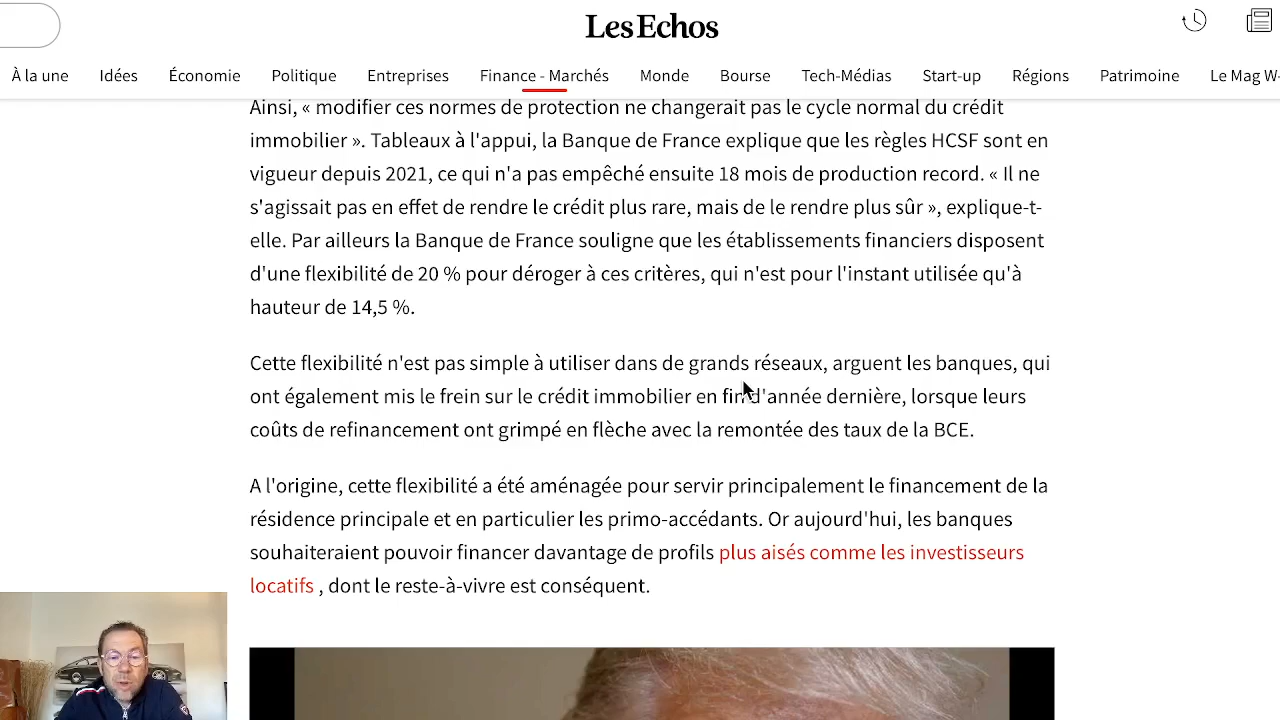 Les Echos
À la une Idées Économie Politique Entreprises Finance - Marchés Monde Bourse Tech-Médias Start-up Régions Patrimoine Le Mag W-
Ainsi, « modifier ces normes de protection ne changerait pas le cycle normal du crédit
immobilier ». Tableaux à l'appui, la Banque de France explique que les règles HCSF sont en
vigueur depuis 2021, ce qui n'a pas empêché ensuite 18 mois de production record. « Il ne
s'agissait pas en effet de rendre le crédit plus rare, mais de le rendre plus sûr », explique-t-
elle. Par ailleurs la Banque de France souligne que les établissements financiers disposent
d'une flexibilité de 20 % pour déroger à ces critères, qui n'est pour l'instant utilisée qu'à
hauteur de 14,5 %.
Cette flexibilité n'est pas simple à utiliser dans de grands réseaux, arguent les banques, qui
ont également mis le frein sur le crédit immobilier en fin d'année dernière, lorsque leurs
coûts de refinancement ont grimpé en flèche avec la remontée des taux de la BCE.
A l'origine, cette flexibilité a été aménagée pour servir principalement le financement de la
résidence principale et en particulier les primo-accédants. Or aujourd'hui, les banques
souhaiteraient pouvoir financer davantage de profils plus aisés comme les investisseurs
locatifs , dont le reste-à-vivre est conséquent.